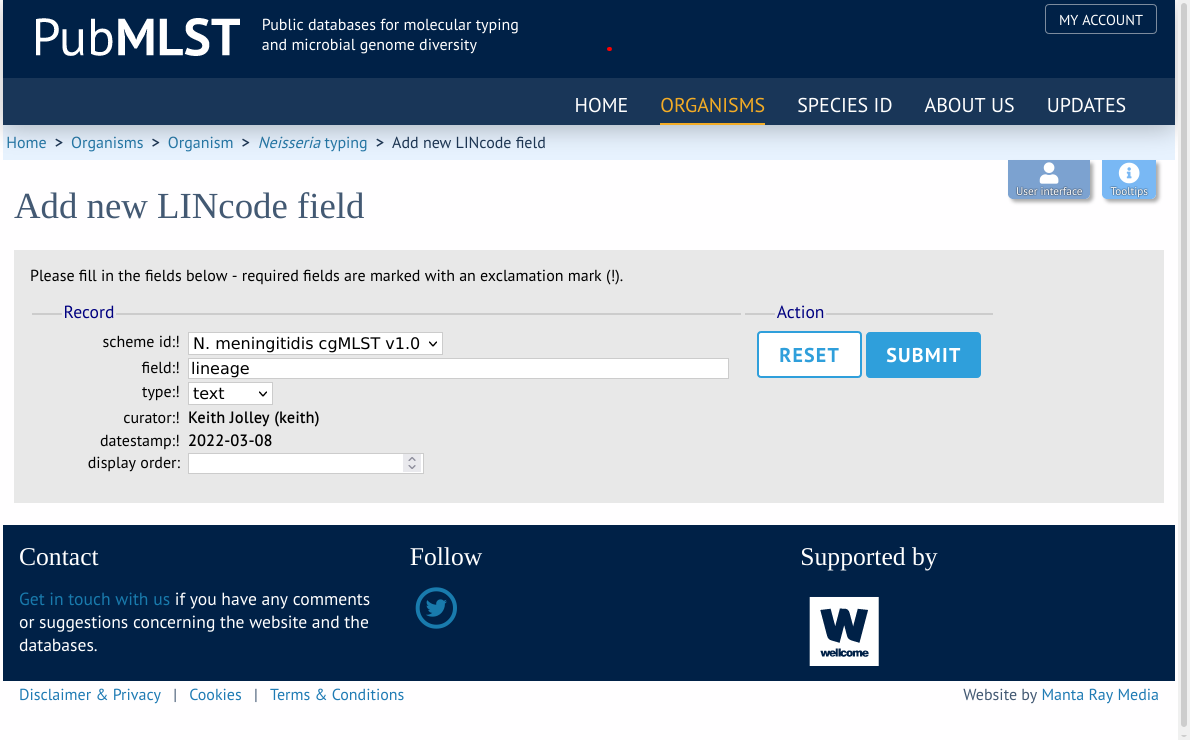 PubMLST
Public databases for molecular typing
and microbial genome diversity
MY ACCOUNT
HOME ORGANISMS SPECIES ID ABOUT US UPDATES
Home > Organisms > Organism > Neisseria typing > Add new LINcode field
User interface
Tooltips
Add new LINcode field
Please fill in the fields below - required fields are marked with an exclamation mark (!).
Record
scheme id:! N. meningitidis cgMLST v1.0
field:! lineage
type:! text
curator:! Keith Jolley (keith)
datestamp:! 2022-03-08
display order:
Action
RESET SUBMIT
Contact
Get in touch with us if you have any comments
or suggestions concerning the website and the
databases.
Follow
Supported by
W
wellcome
Disclaimer & Privacy | Cookies | Terms & Conditions
Website by Manta Ray Media